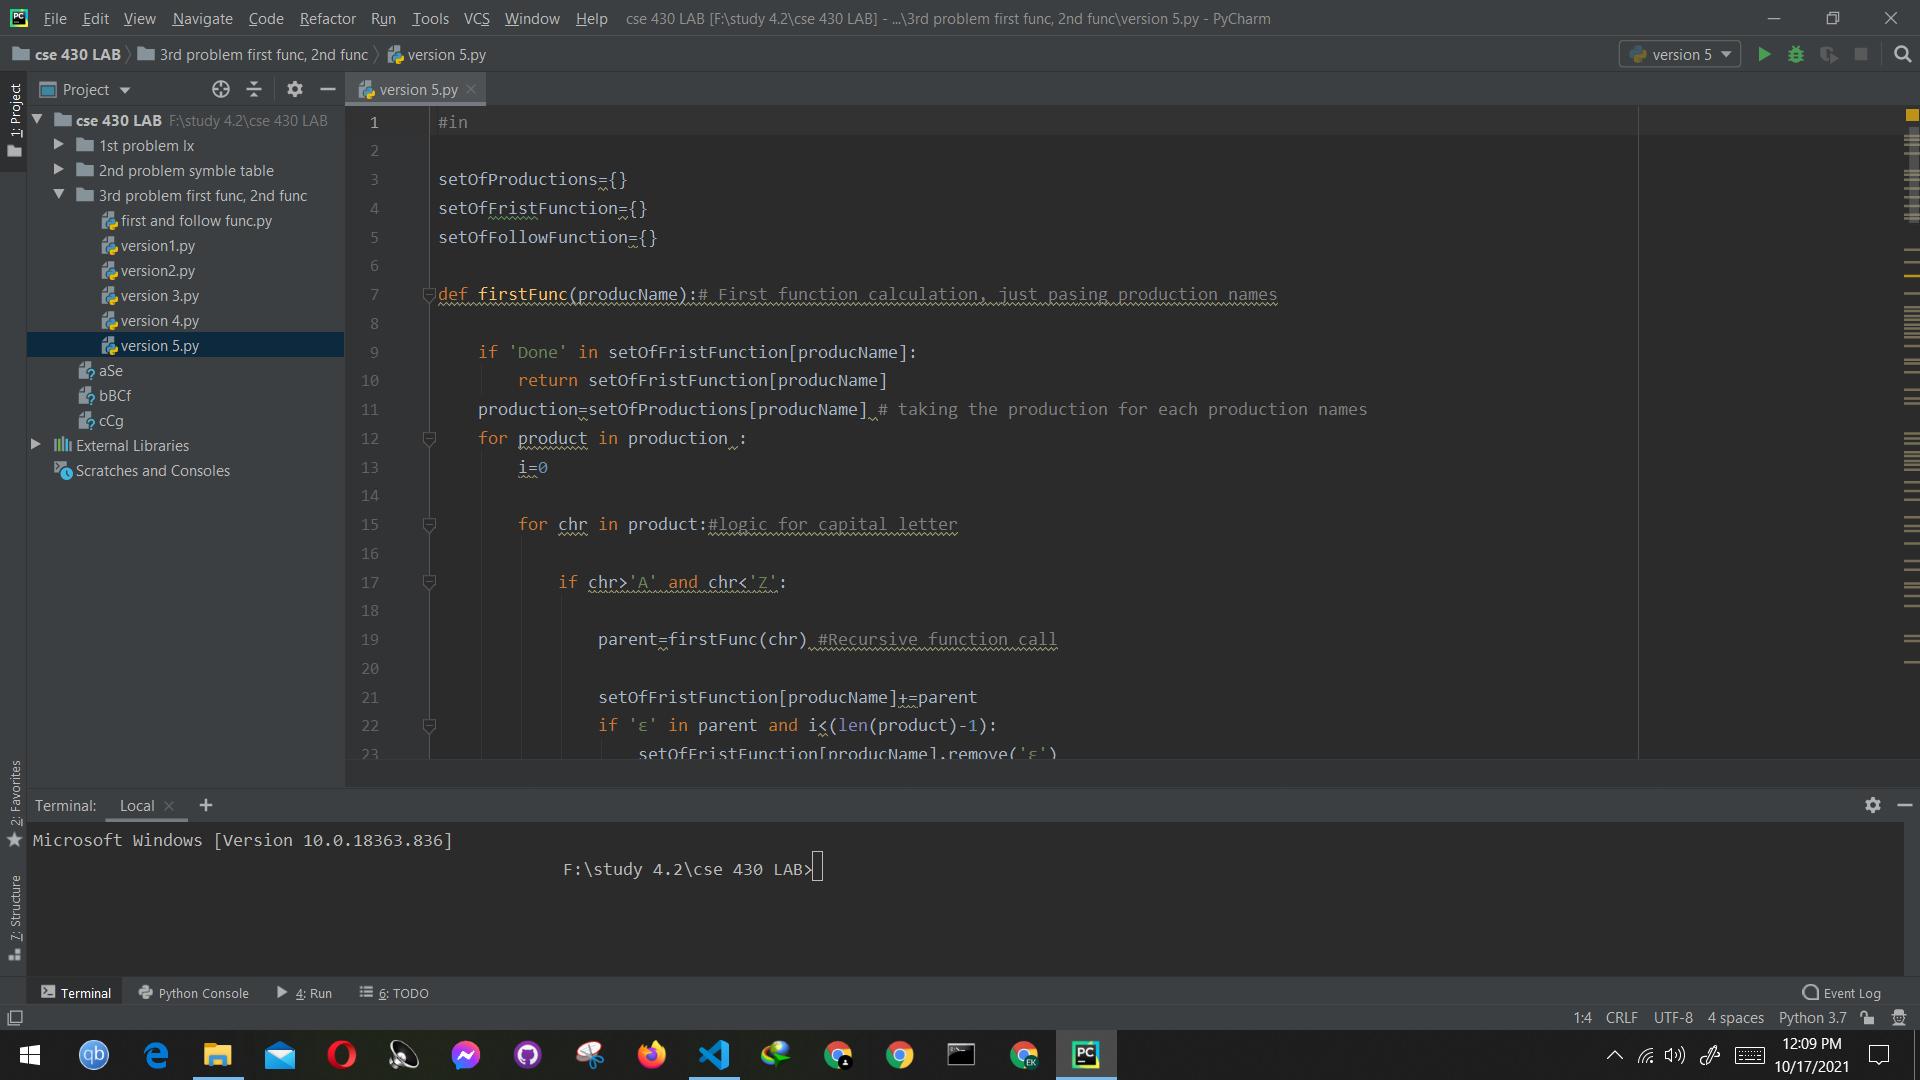 File Edit View Navigate Code Refactor Run Tools VCS Window Help cse 430 LAB [F:\study 4.2\cse 430 LAB] - ...\3rd problem first func, 2nd func\version 5.py - PyCharm
cse 430 LAB 3rd problem first func, 2nd func version 5.py version 5
1: Project
Project
cse 430 LAB F:\study 4.2\cse 430 LAB
1st problem lx
2nd problem symble table
3rd problem first func, 2nd func
first and follow func.py
version1.py
version2.py
version 3.py
version 4.py
version 5.py
aSe
bBCf
cCg
External Libraries
Scratches and Consoles
version 5.py
1 #in
2
3 setOfProductions={}
4 setOfFristFunction={}
5 setOfFollowFunction={}
6
7 def firstFunc(producName):# First function calculation, just pasing production names
8
9 if 'Done' in setOfFristFunction[producName]:
10 return setOfFristFunction[producName]
11 production=setOfProductions[producName] # taking the production for each production names
12 for product in production :
13 i=0
14
15 for chr in product:#logic for capital letter
16
17 if chr>'A' and chr<'Z':
18
19 parent=firstFunc(chr) #Recursive function call
20
21 setOfFristFunction[producName]+=parent
22 if 'ε' in parent and i<(len(product)-1):
23 setOfFristFunction[producName].remove('ε')
2: Favorites
7: Structure
Terminal: Local
Microsoft Windows [Version 10.0.18363.836]
F:\study 4.2\cse 430 LAB>
Terminal Python Console 4: Run 6: TODO Event Log
1:4 CRLF UTF-8 4 spaces Python 3.7
12:09 PM
10/17/2021